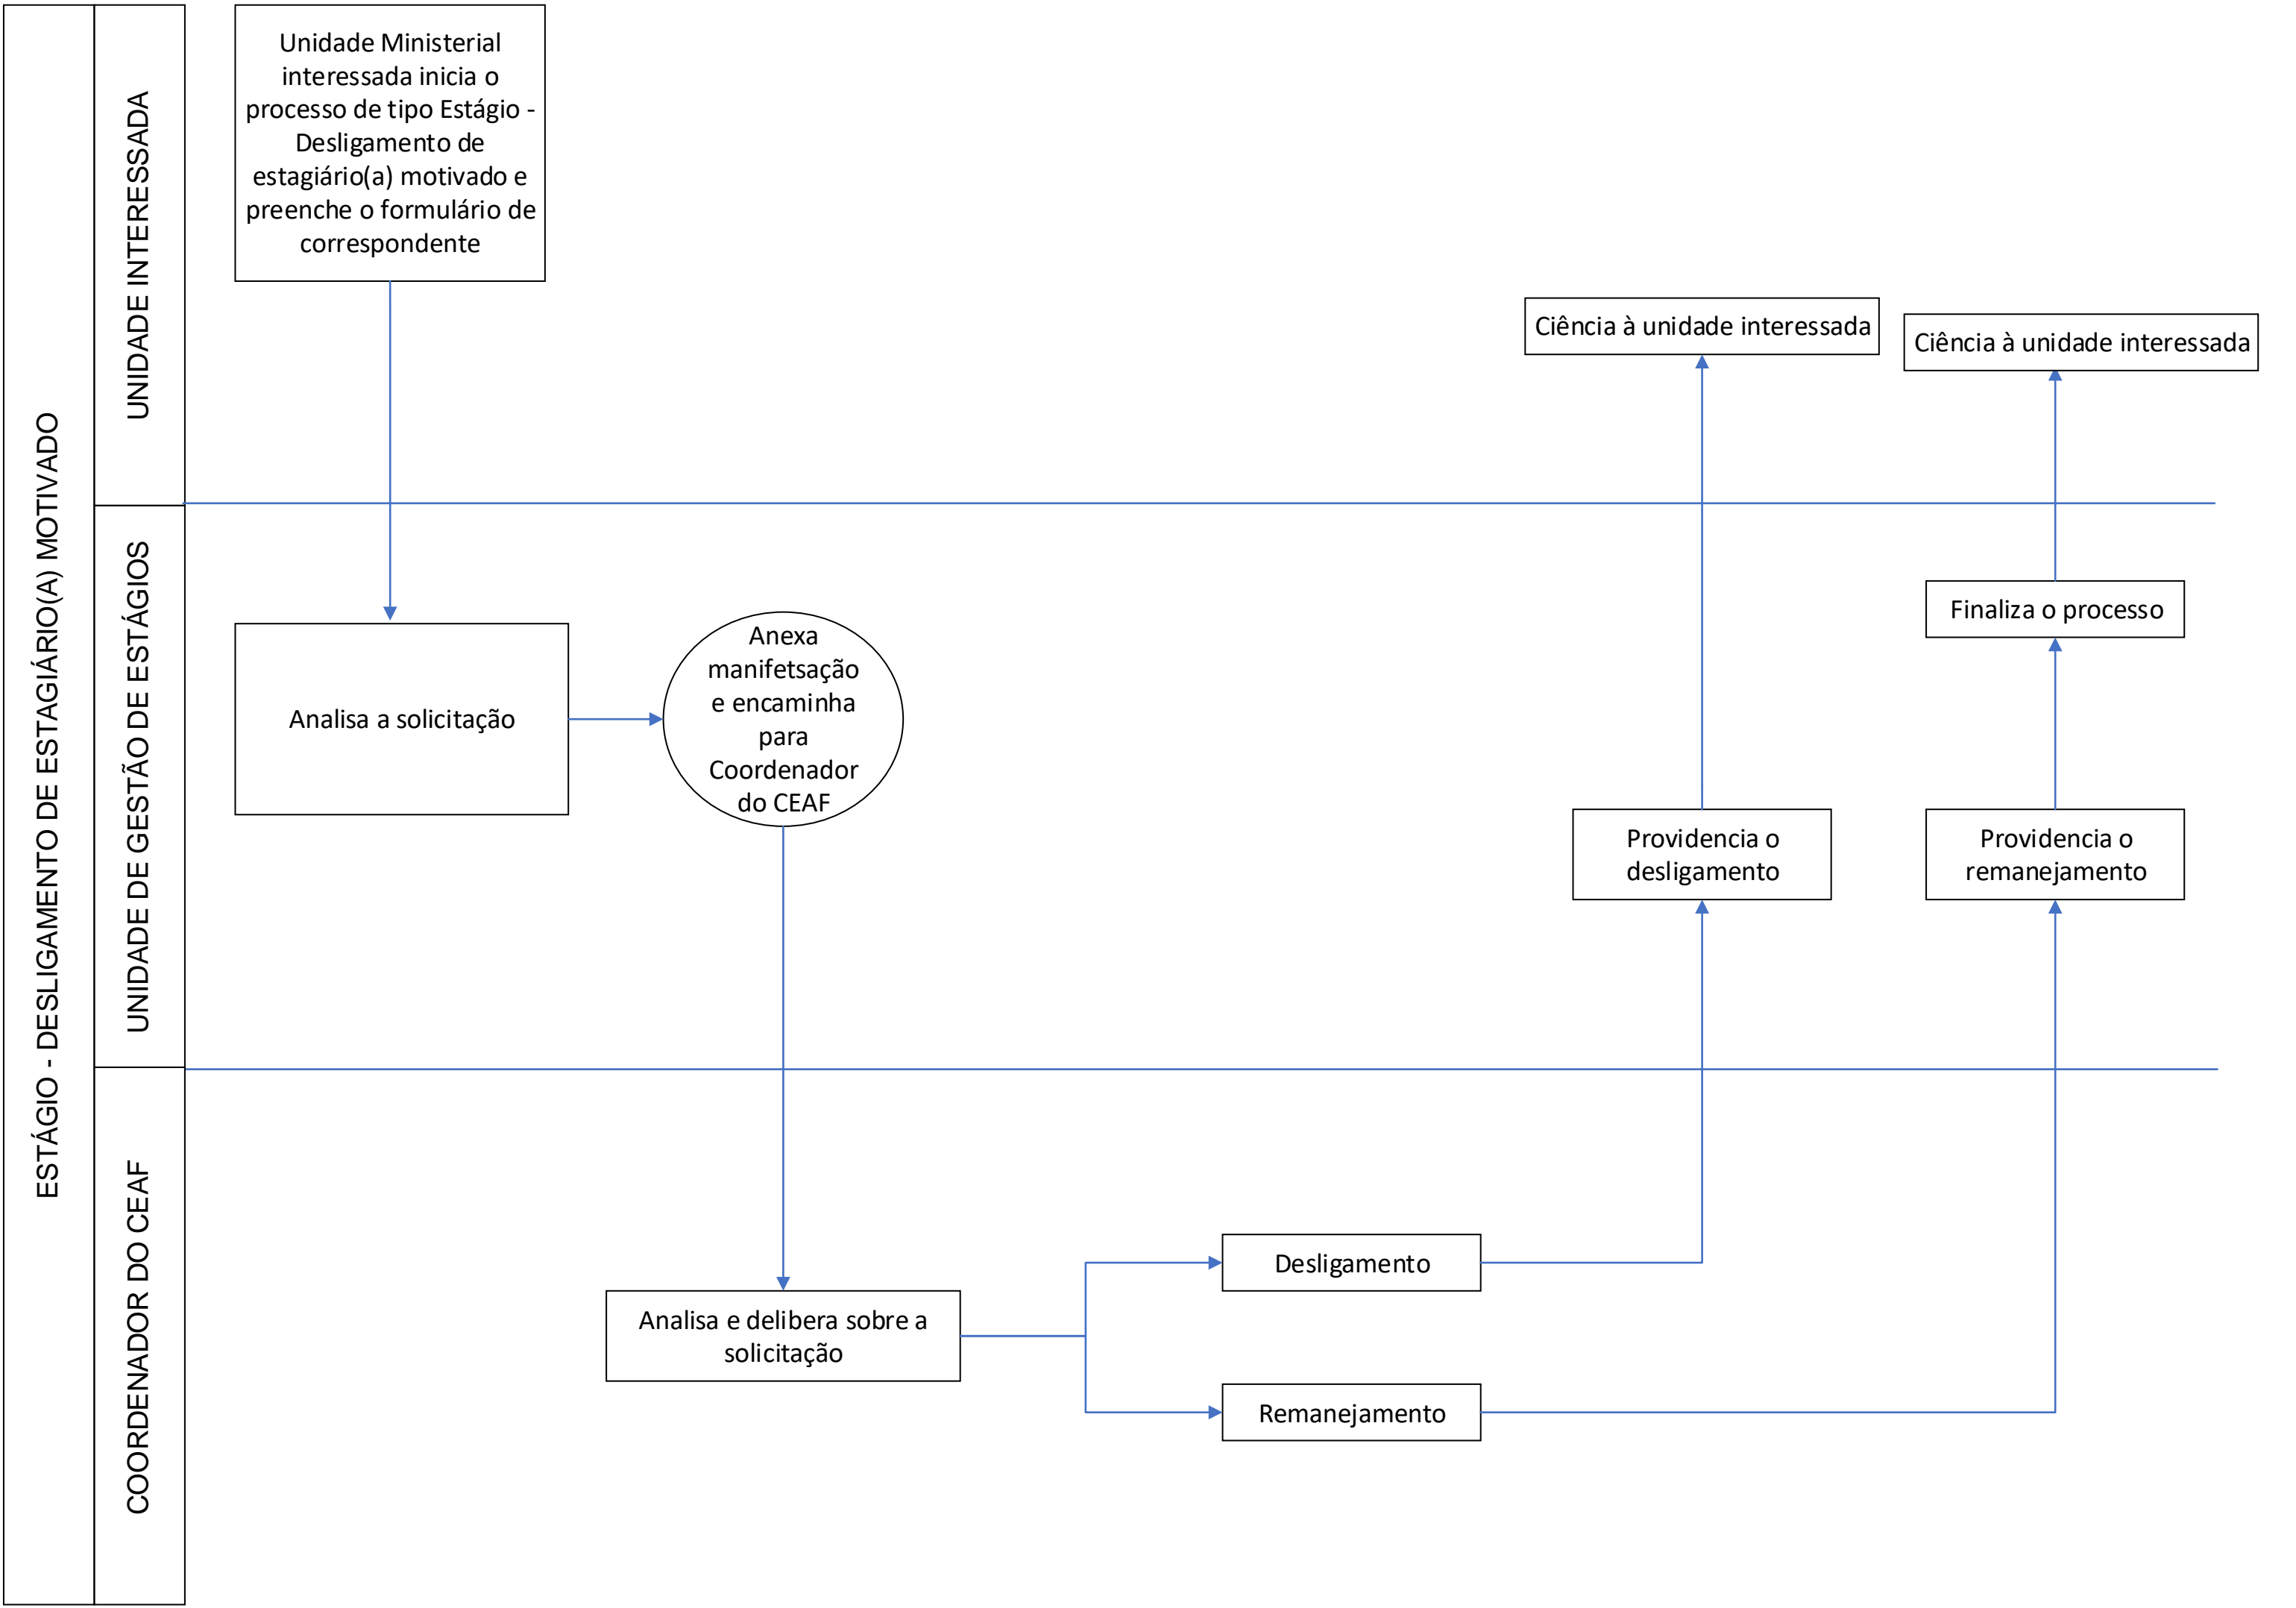 ESTÁGIO - DESLIGAMENTO DE ESTAGIÁRIO(A) MOTIVADO
UNIDADE INTERESSADA
Unidade Ministerial
interessada inicia o
processo de tipo Estágio -
Desligamento de
estagiário(a) motivado e
preenche o formulário de
correspondente
Ciência à unidade interessada
Ciência à unidade interessada
UNIDADE DE GESTÃO DE ESTÁGIOS
Analisa a solicitação
Anexa
manifetsação
e encaminha
para
Coordenador
do CEAF
Providencia o
desligamento
Finaliza o processo
Providencia o
remanejamento
COORDENADOR DO CEAF
Analisa e delibera sobre a
solicitação
Desligamento
Remanejamento